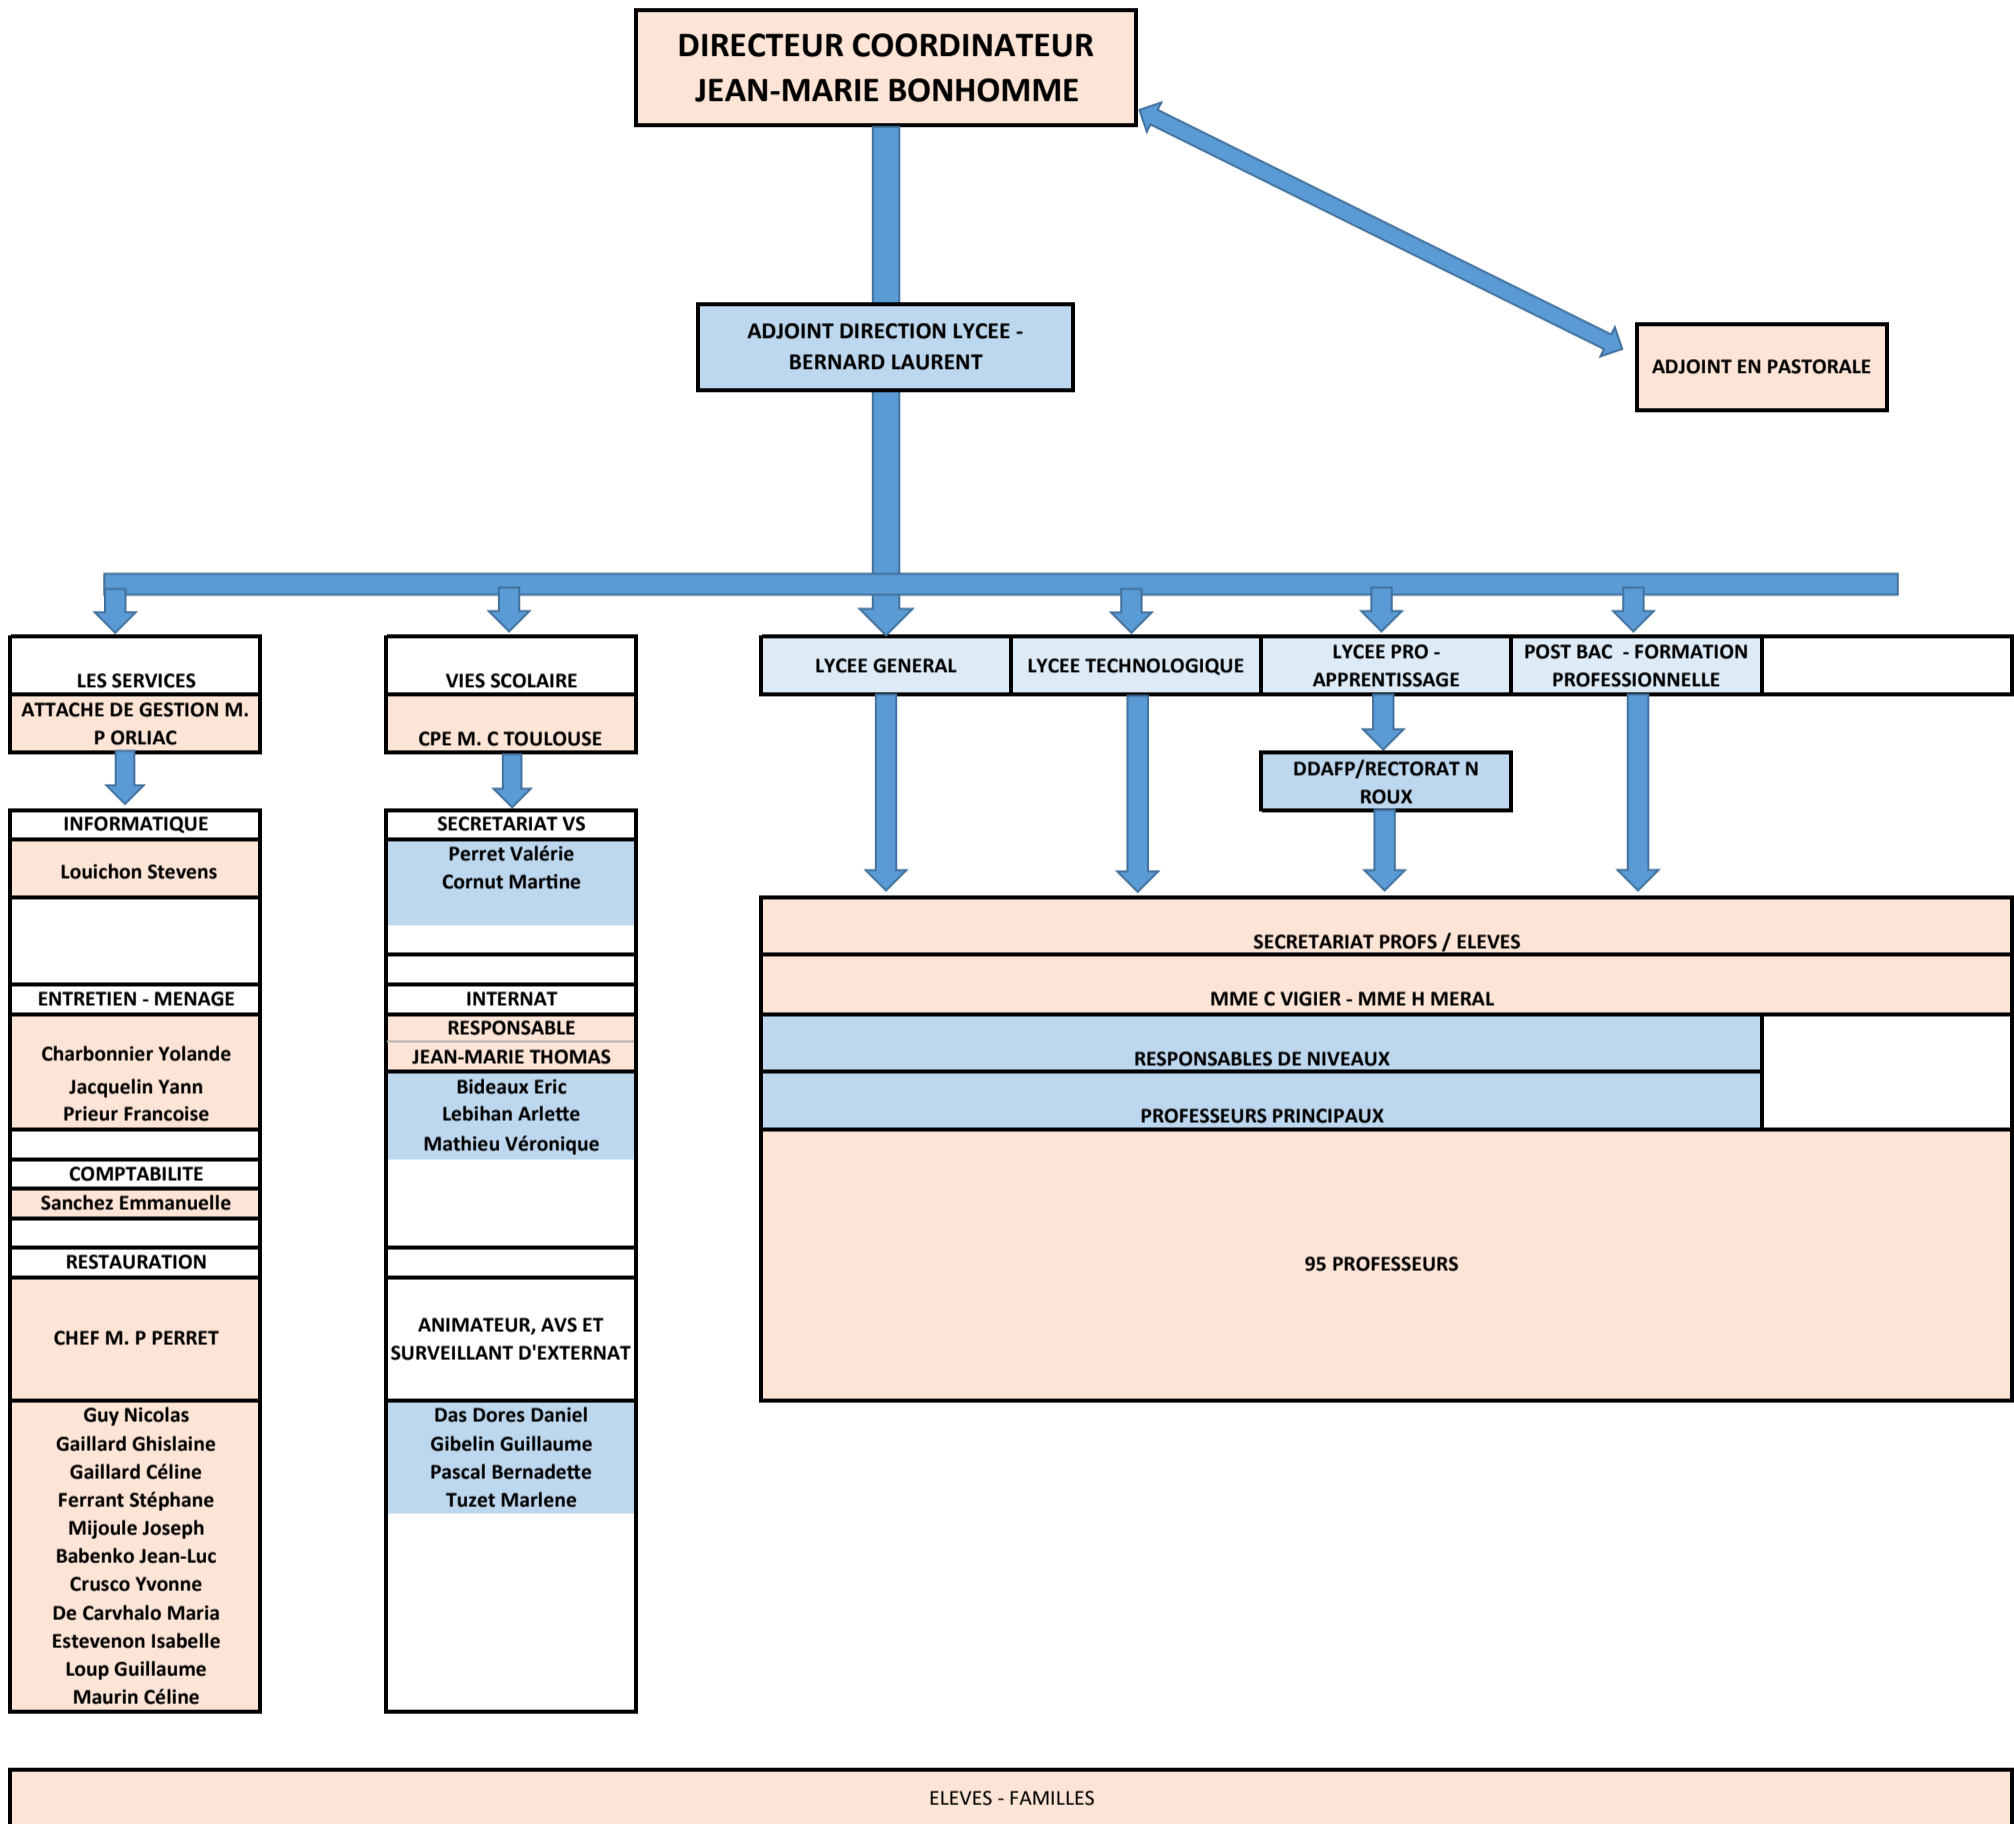 DIRECTEUR COORDINATEUR
JEAN-MARIE BONHOMME
ADJOINT DIRECTION LYCEE -
BERNARD LAURENT
ADJOINT EN PASTORALE
LES SERVICES
ATTACHE DE GESTION M.
P ORLIAC
INFORMATIQUE
Louichon Stevens
ENTRETIEN - MENAGE
Charbonnier Yolande
Jacquelin Yann
Prieur Francoise
COMPTABILITE
Sanchez Emmanuelle
RESTAURATION
CHEF M. P PERRET
Guy Nicolas
Gaillard Ghislaine
Gaillard Céline
Ferrant Stéphane
Mijoule Joseph
Babenko Jean-Luc
Crusco Yvonne
De Carvhalo Maria
Estevenon Isabelle
Loup Guillaume
Maurin Céline
VIES SCOLAIRE
CPE M. C TOULOUSE
SECRETARIAT VS
Perret Valérie
Cornut Martine
INTERNAT
RESPONSABLE
JEAN-MARIE THOMAS
Bideaux Eric
Lebihan Arlette
Mathieu Véronique
ANIMATEUR, AVS ET
SURVEILLANT D'EXTERNAT
Das Dores Daniel
Gibelin Guillaume
Pascal Bernadette
Tuzet Marlene
LYCEE GENERAL
LYCEE TECHNOLOGIQUE
LYCEE PRO -
APPRENTISSAGE
POST BAC - FORMATION
PROFESSIONNELLE
DDAFP/RECTORAT N
ROUX
SECRETARIAT PROFS / ELEVES
MME C VIGIER - MME H MERAL
RESPONSABLES DE NIVEAUX
PROFESSEURS PRINCIPAUX
95 PROFESSEURS
ELEVES - FAMILLES